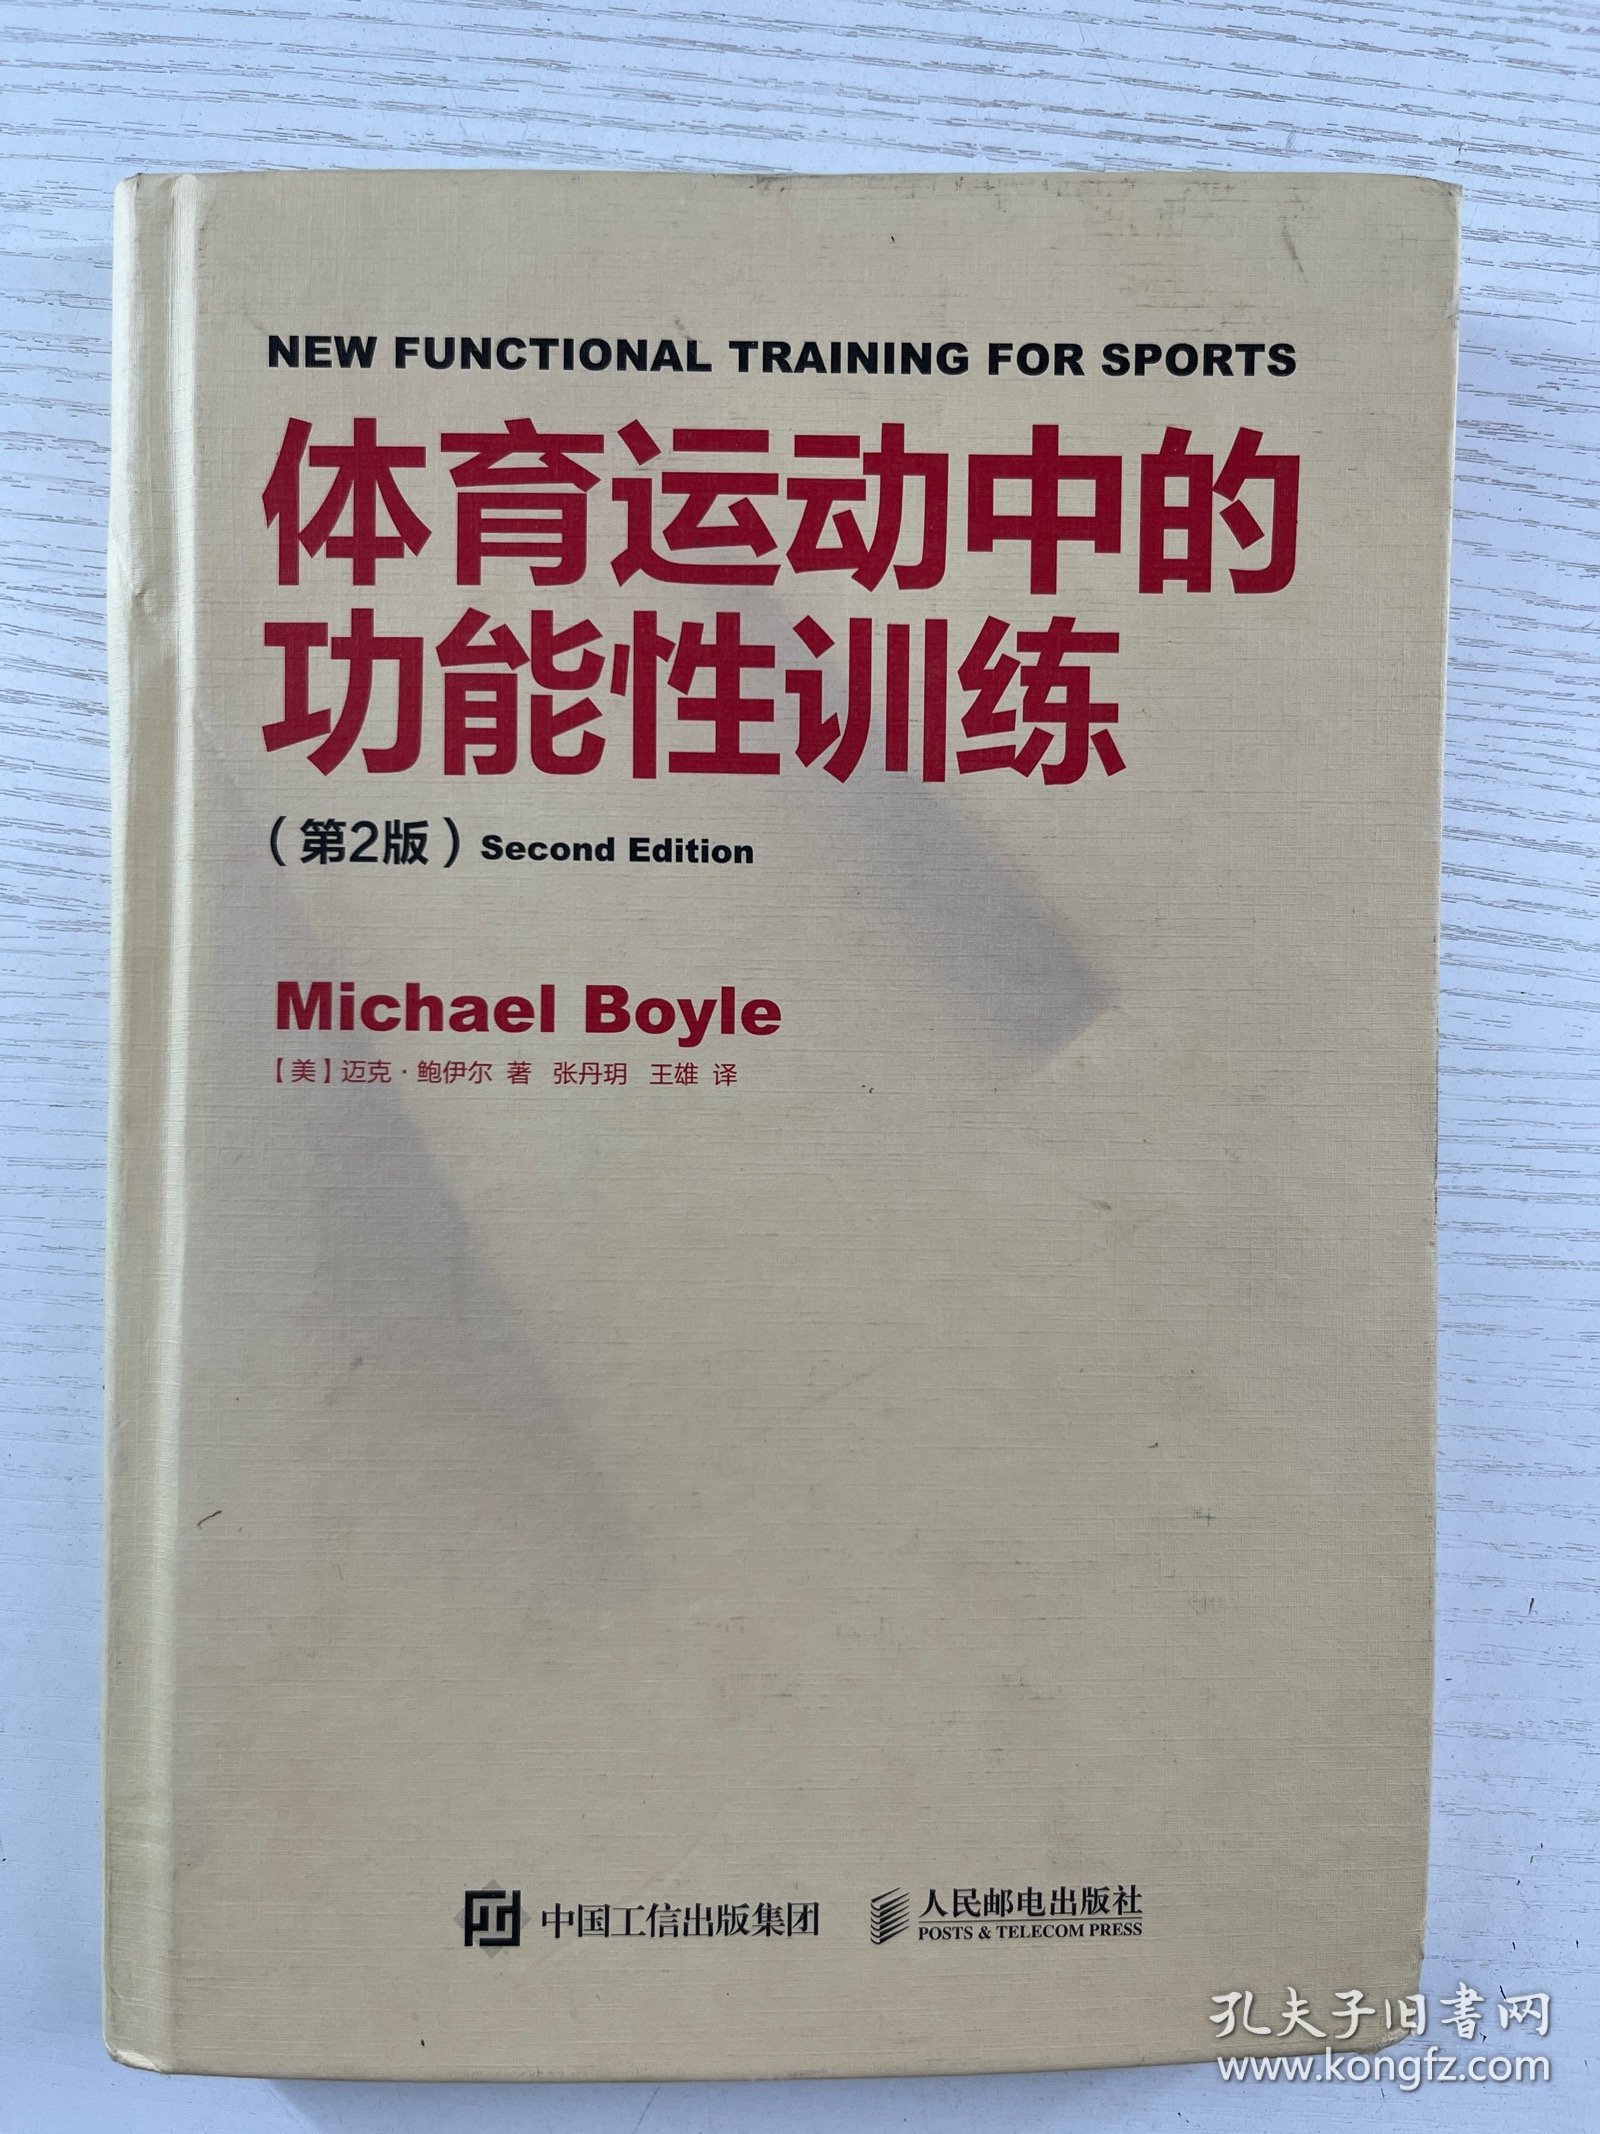 NEW FUNCTIONAL TRAINING FOR SPORTS
体育运动中的
功能性训练
（第2版）Second Edition
Michael Boyle
【美】迈克·鲍伊尔 著 张丹玥 王雄 译
中国工信出版集团
人民邮电出版社
POSTS & TELECOM PRESS
孔夫子旧书网
www.kongfz.com